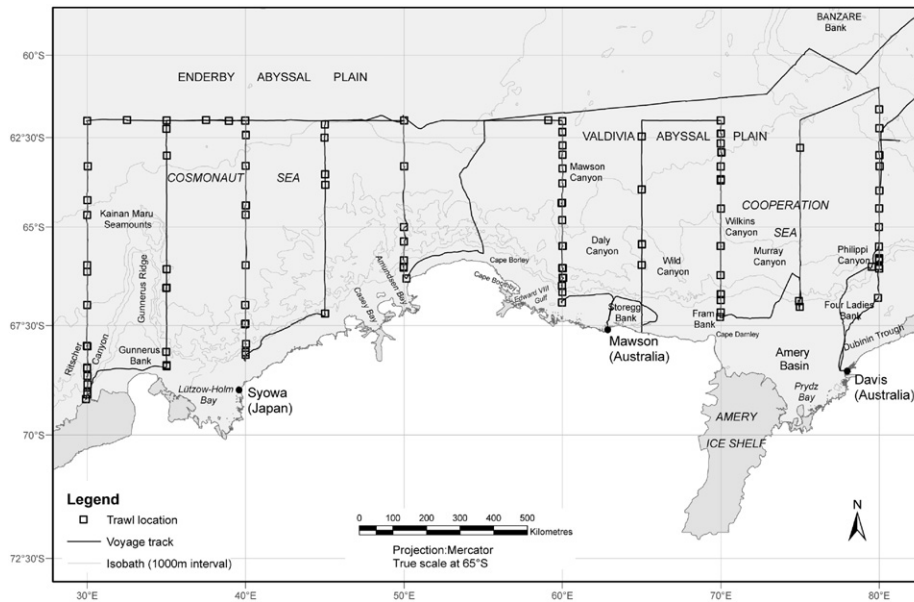 BANZARE
Bank
60°S
ENDERBY ABYSSAL PLAIN
62°30'S
VALDIVIA ABYSSAL PLAIN
Mawson
Canyon
COSMONAUT SEA
65°S
Kainan Maru
Seamounts
COOPERATION
SEA
Wilkins
Canyon
Daly
Canyon
Wild
Canyon
Murray
Canyon
Philippi
Canyon
Gunnerus Ridge
Amundsen Bay
Casey Bay
Cape Borley
Cape Boothby
Edward VIII
Gulf
67°30'S
Storegg
Bank
Fram
Bank
Four Ladies
Bank
Cape Darnley
Dubinin Trough
Ritscher
Canyon
Gunnerus
Bank
Mawson
(Australia)
Amery
Basin
Lützow-Holm
Bay
Syowa
(Japan)
Prydz
Bay
Davis
(Australia)
70°S
AMERY
ICE SHELF
Legend
Trawl location
Voyage track
Isobath (1000m interval)
0 100 200 300 400 500
Kilometres
Projection:Mercator
True scale at 65°S
N
72°30'S
30°E 40°E 50°E 60°E 70°E 80°E